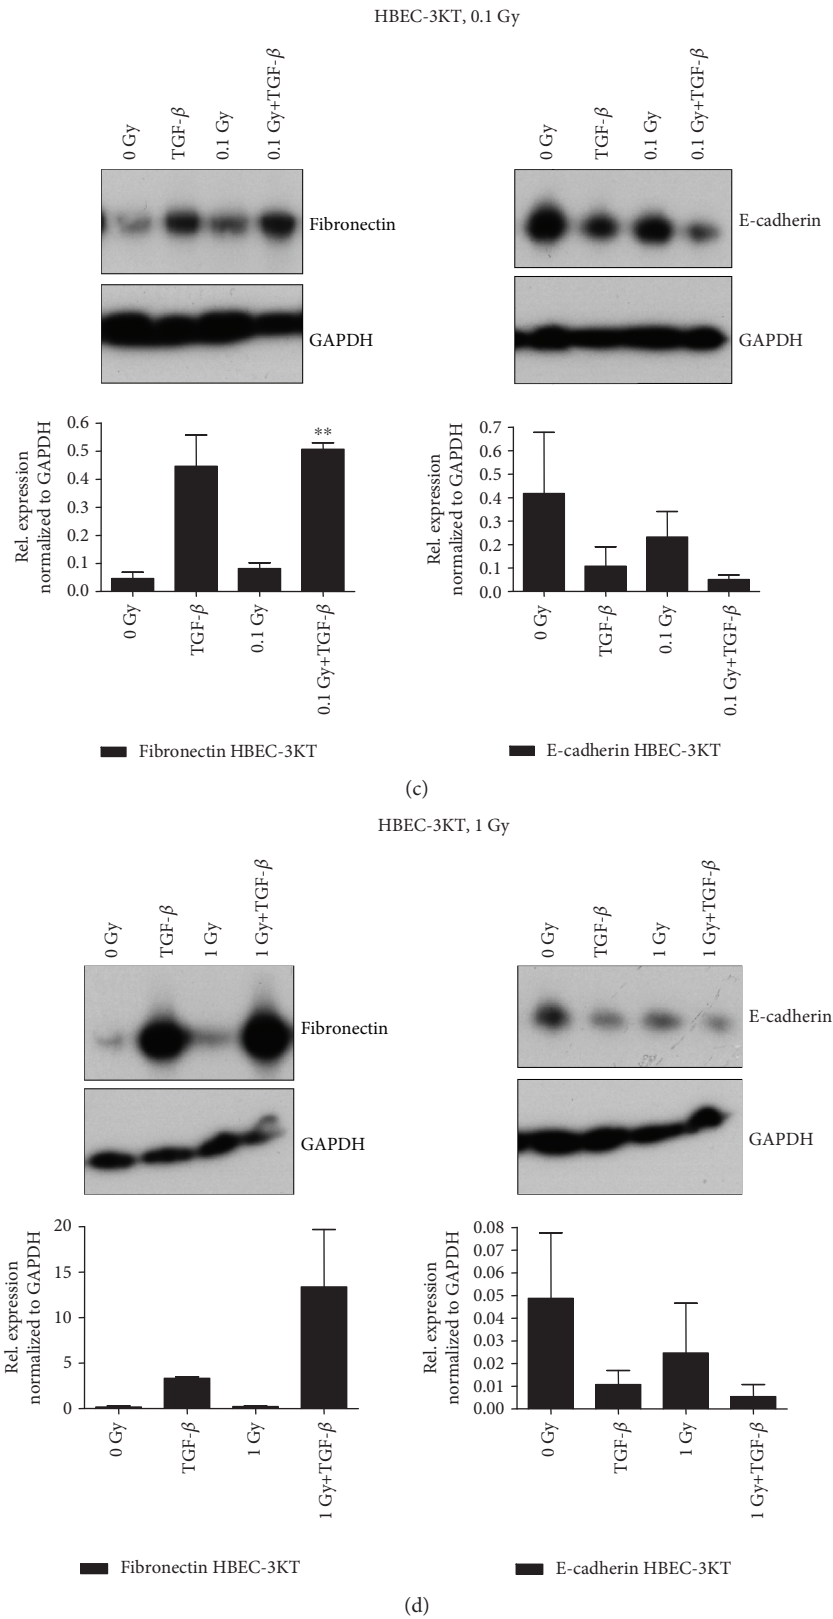 HBEC-3KT, 0.1 Gy
0 Gy
TGF-β
0.1 Gy
0.1 Gy+TGF-β
Fibronectin
GAPDH
0 Gy
TGF-β
0.1 Gy
0.1 Gy+TGF-β
E-cadherin
GAPDH
Rel. expression
normalized to GAPDH
0.6
0.5
0.4
0.3
0.2
0.1
0.0
**
0 Gy
TGF-β
0.1 Gy
0.1 Gy+TGF-β
Fibronectin HBEC-3KT
Rel. expression
normalized to GAPDH
0.7
0.6
0.5
0.4
0.3
0.2
0.1
0.0
0 Gy
TGF-β
0.1 Gy
0.1 Gy+TGF-β
E-cadherin HBEC-3KT
(c)
HBEC-3KT, 1 Gy
0 Gy
TGF-β
1 Gy
1 Gy+TGF-β
Fibronectin
GAPDH
0 Gy
TGF-β
1 Gy
1 Gy+TGF-β
E-cadherin
GAPDH
Rel. expression
normalized to GAPDH
20
15
10
5
0
0 Gy
TGF-β
1 Gy
1 Gy+TGF-β
Fibronectin HBEC-3KT
Rel. expression
normalized to GAPDH
0.08
0.07
0.06
0.05
0.04
0.03
0.02
0.01
0.00
0 Gy
TGF-β
1 Gy
1 Gy+TGF-β
E-cadherin HBEC-3KT
(d)